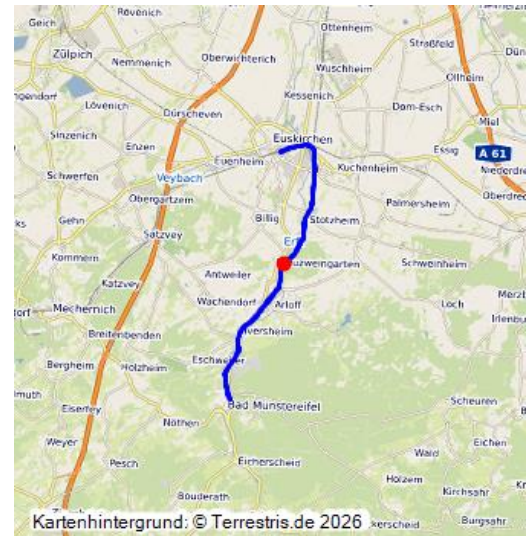 Geich
Rövenich
Ottenheim
Straßfeld
Zülpich
Nemmenich
Oberwichterich
Wüschheim
Ollheim
Lövenich
Dürscheven
Kessenich
Dom-Esch
Miel
Sinzenich
Enzen
Euskirchen
Essig
A 61
Euenheim
Schwerfen
Veybach
Kuchenheim
Obergartzem
Palmersheim
Gehn
Satzvey
Billig
Stotzheim
Kommern
Antweiler
Schweinheim
Katzvey
Mechernich
Wachendorf
Arloff
Loch
Breitenbenden
Bergheim
Holzheim
Eiserfey
Nöthen
Bad Münstereifel
Scheuren
Weyer
Eichen
Pesch
Eicherscheid
Wald
Holzem
Kirchsahr
Bouderath
Burgsahr
Kartenhintergrund: © Terrestris.de 2026